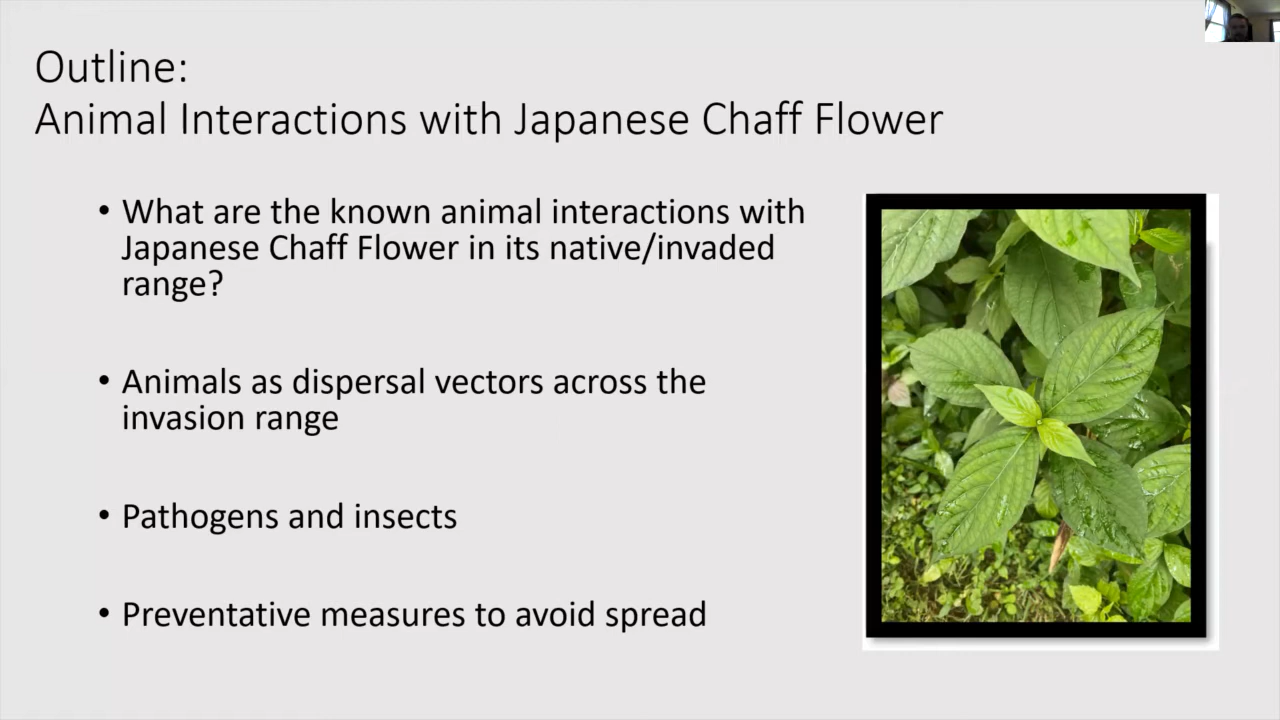 Outline:
Animal Interactions with Japanese Chaff Flower
• What are the known animal interactions with
Japanese Chaff Flower in its native/invaded
range?
• Animals as dispersal vectors across the
invasion range
• Pathogens and insects
• Preventative measures to avoid spread